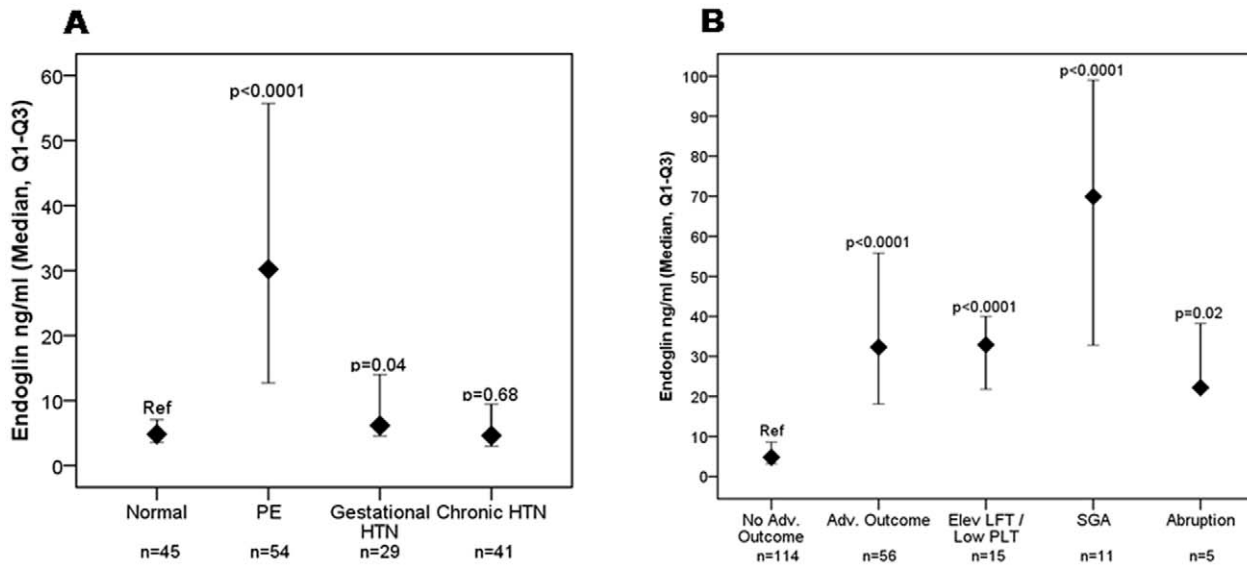 A
Endoglin ng/ml (Median, Q1-Q3)
60
50
40
30
20
10
0
Ref
p<0.0001
p=0.04
p=0.68
Normal
PE
Gestational
HTN
Chronic HTN
n=45
n=54
n=29
n=41
B
Endoglin ng/ml (Median, Q1-Q3)
100
90
80
70
60
50
40
30
20
10
0
Ref
p<0.0001
p<0.0001
p<0.0001
p=0.02
No Adv.
Outcome
Adv. Outcome
Elev LFT /
Low PLT
SGA
Abruption
n=114
n=56
n=15
n=11
n=5